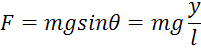 F = mgsinθ = mg y/l